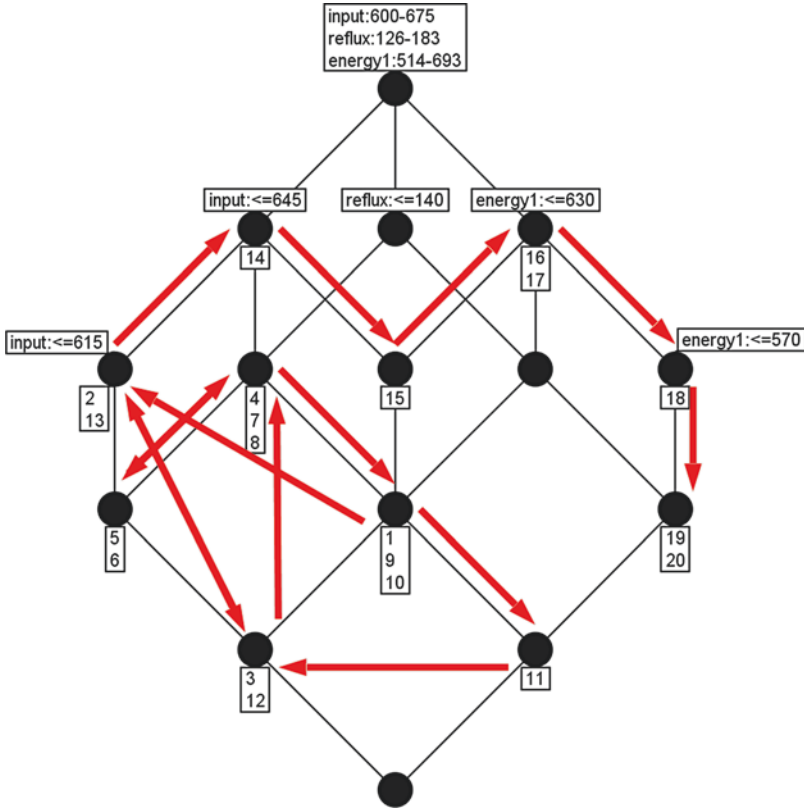 input:600-675
reflux:126-183
energy1:514-693
input:<=645
reflux:<=140
energy1:<=630
14
16
17
input:<=615
energy1:<=570
2
13
4
7
8
15
18
5
6
1
9
10
19
20
3
12
11